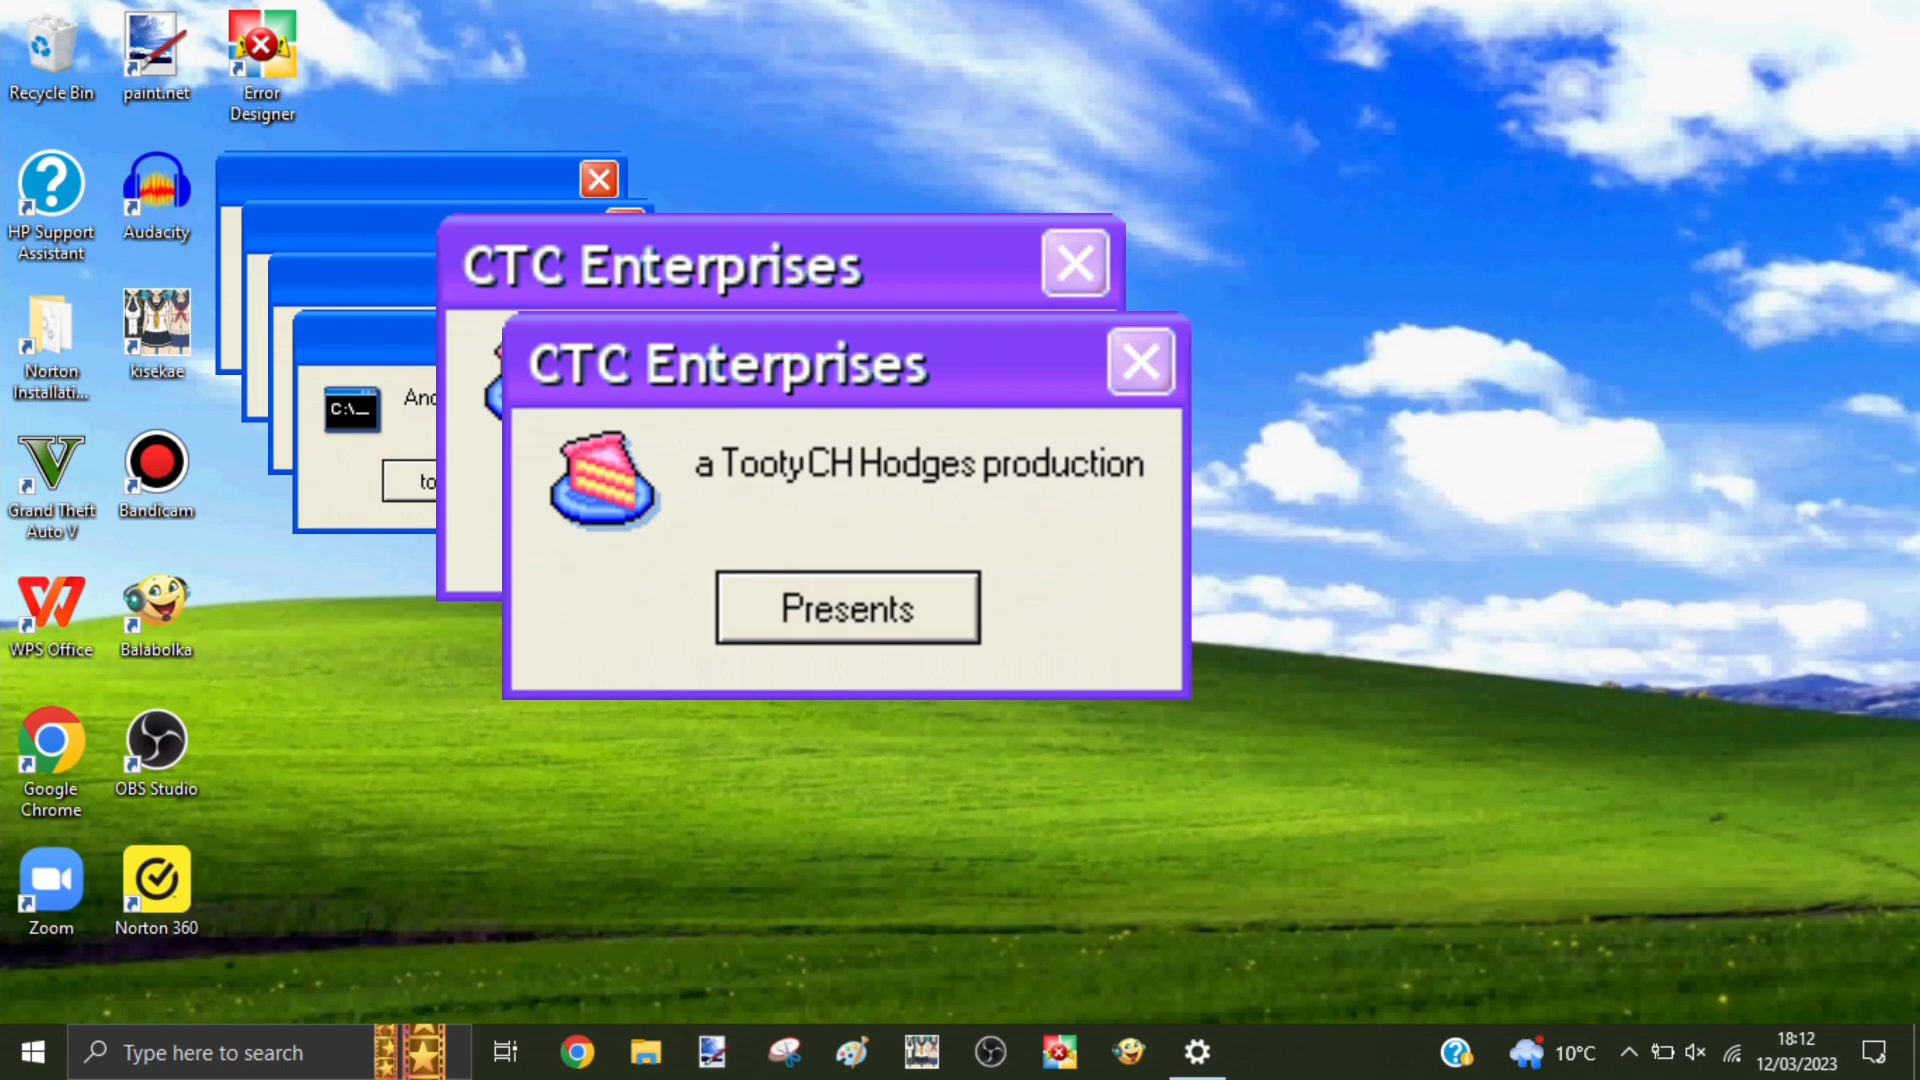 Recycle Bin
paint.net
Error
Designer
HP Support
Assistant
Audacity
Norton
Installati...
kisekae
Grand Theft
Auto V
Bandicam
WPS Office
Balabolka
Google
Chrome
OBS Studio
Zoom
Norton 360
C:\_
to
CTC Enterprises
CTC Enterprises
a TootyCH Hodges production
Presents
Type here to search
10°C
18:12
12/03/2023